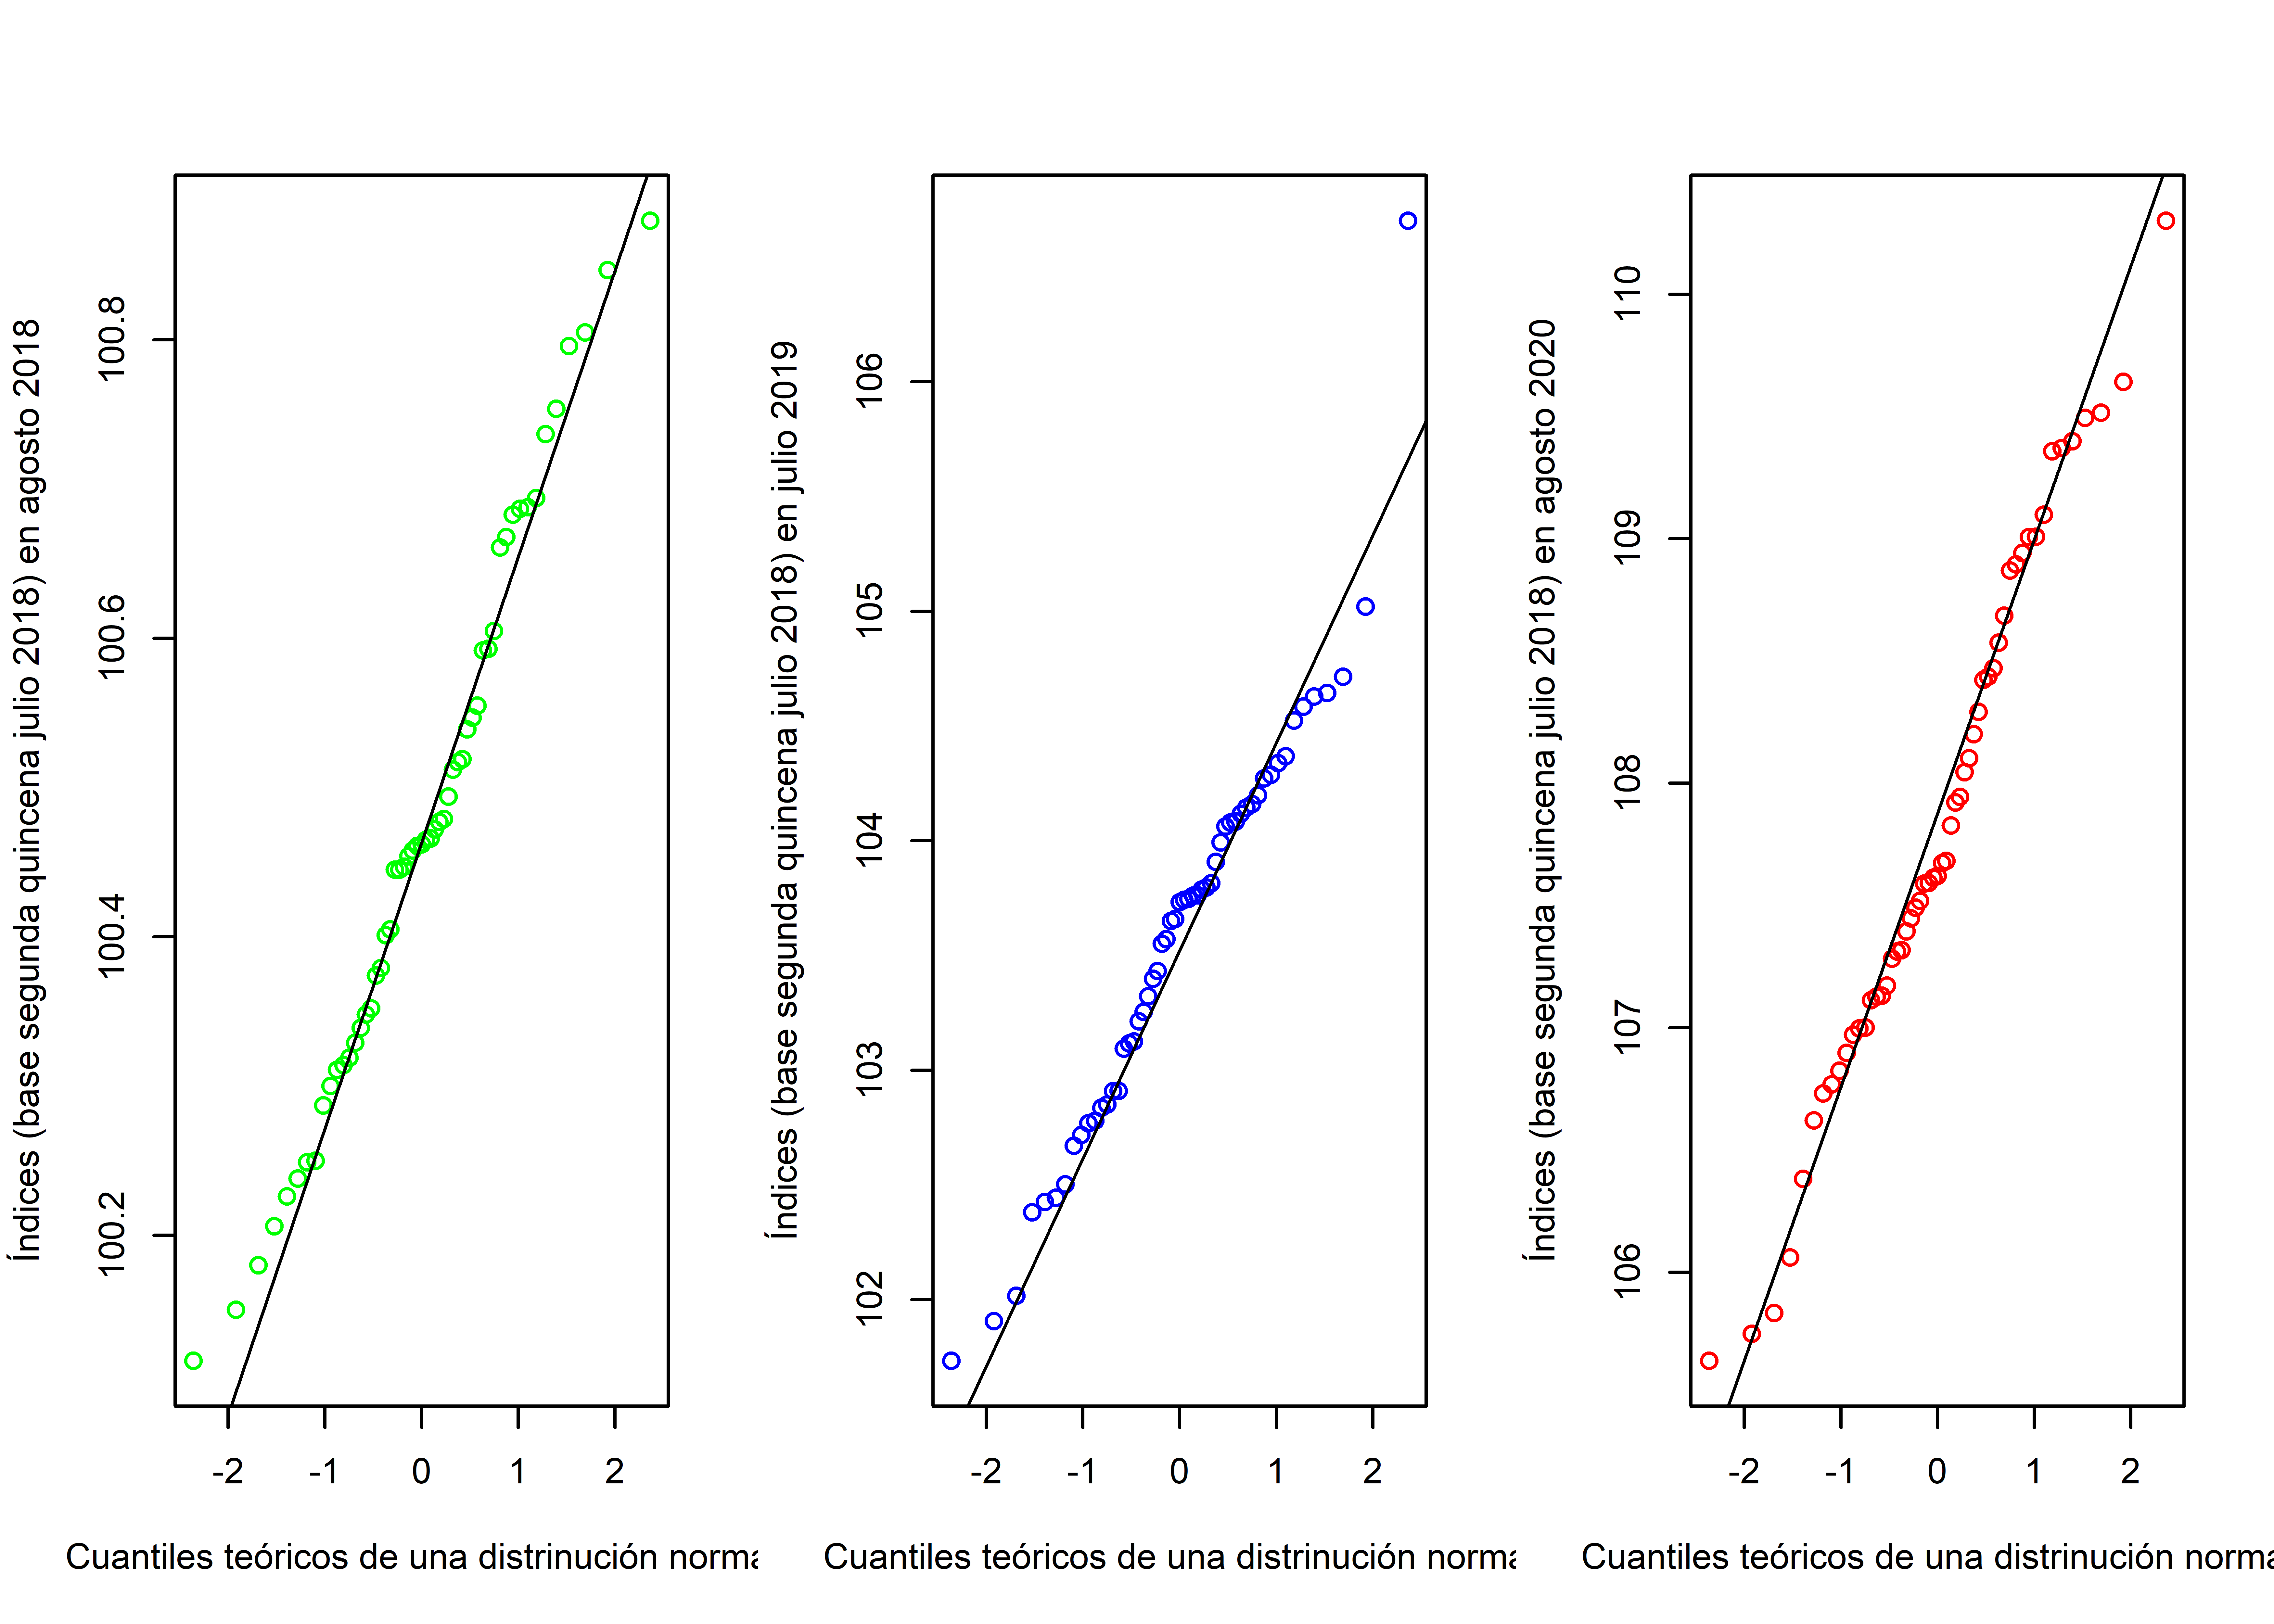 Índices (base segunda quincena julio 2018) en agosto 2018
100.8
100.6
100.4
100.2
-2 -1 0 1 2
Cuantiles teóricos de una distrinución norma
Índices (base segunda quincena julio 2018) en julio 2019
106
105
104
103
102
-2 -1 0 1 2
Cuantiles teóricos de una distrinución norma
Índices (base segunda quincena julio 2018) en agosto 2020
110
109
108
107
106
-2 -1 0 1 2
Cuantiles teóricos de una distrinución norma